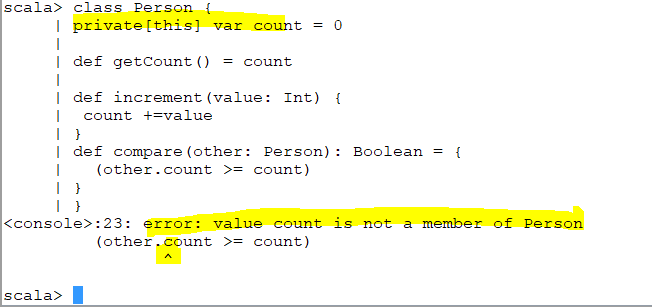 scala> class Person {
     | private[this] var count = 0
     |
     | def getCount() = count
     |
     | def increment(value: Int) {
     |  count +=value
     | }
     | def compare(other: Person): Boolean = {
     |   (other.count >= count)
     | }
     | }
<console>:23: error: value count is not a member of Person
         (other.count >= count)
                ^
scala>